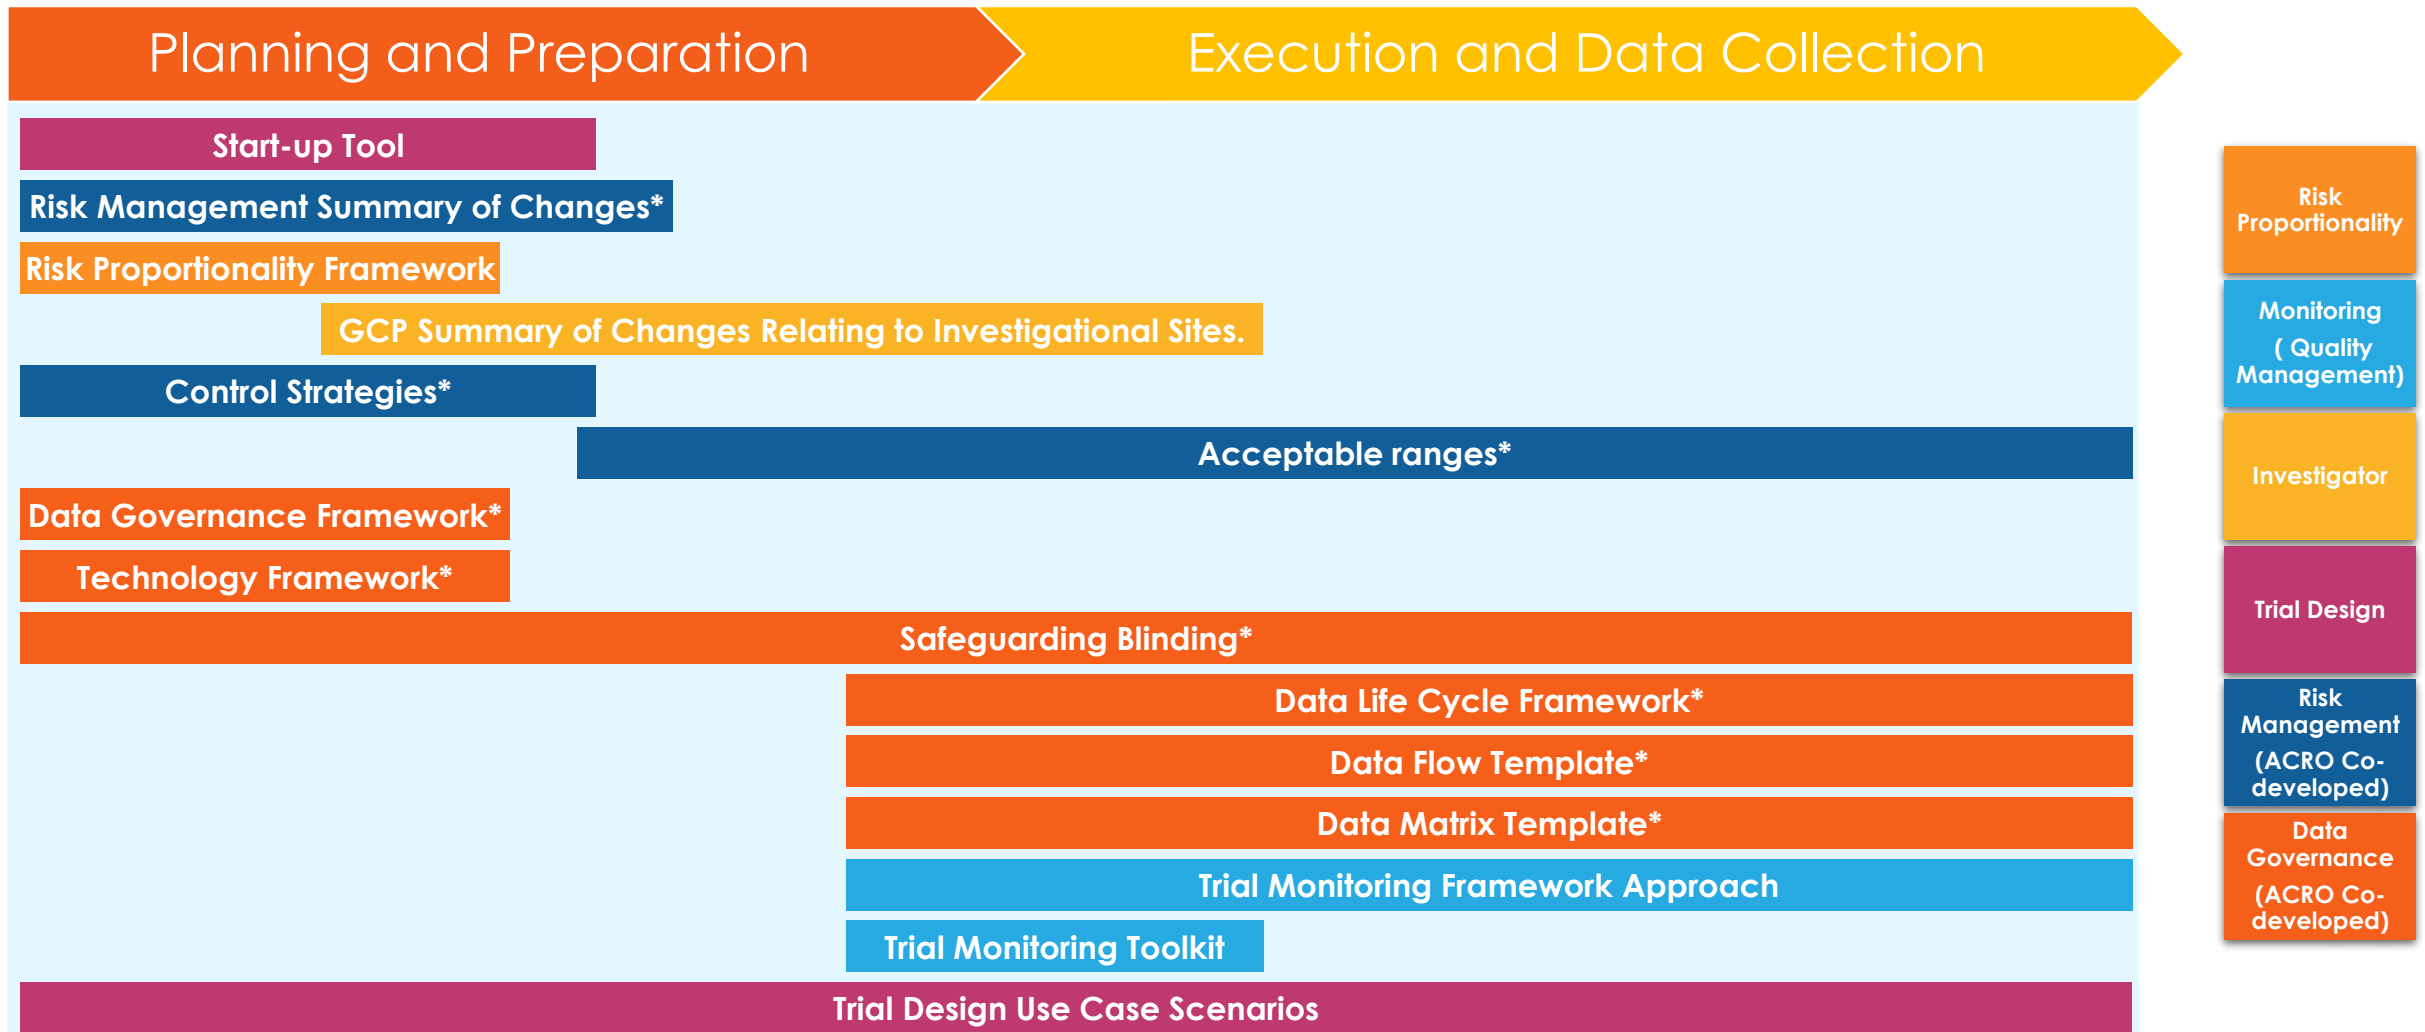 Planning and Preparation
Execution and Data Collection
Start-up Tool
Risk Management Summary of Changes*
Risk Proportionality Framework
GCP Summary of Changes Relating to Investigational Sites.
Control Strategies*
Acceptable ranges*
Data Governance Framework*
Technology Framework*
Safeguarding Blinding*
Data Life Cycle Framework*
Data Flow Template*
Data Matrix Template*
Trial Monitoring Framework Approach
Trial Monitoring Toolkit
Trial Design Use Case Scenarios
Risk
Proportionality
Monitoring
( Quality
Management)
Investigator
Trial Design
Risk
Management
(ACRO Co-
developed)
Data
Governance
(ACRO Co-
developed)